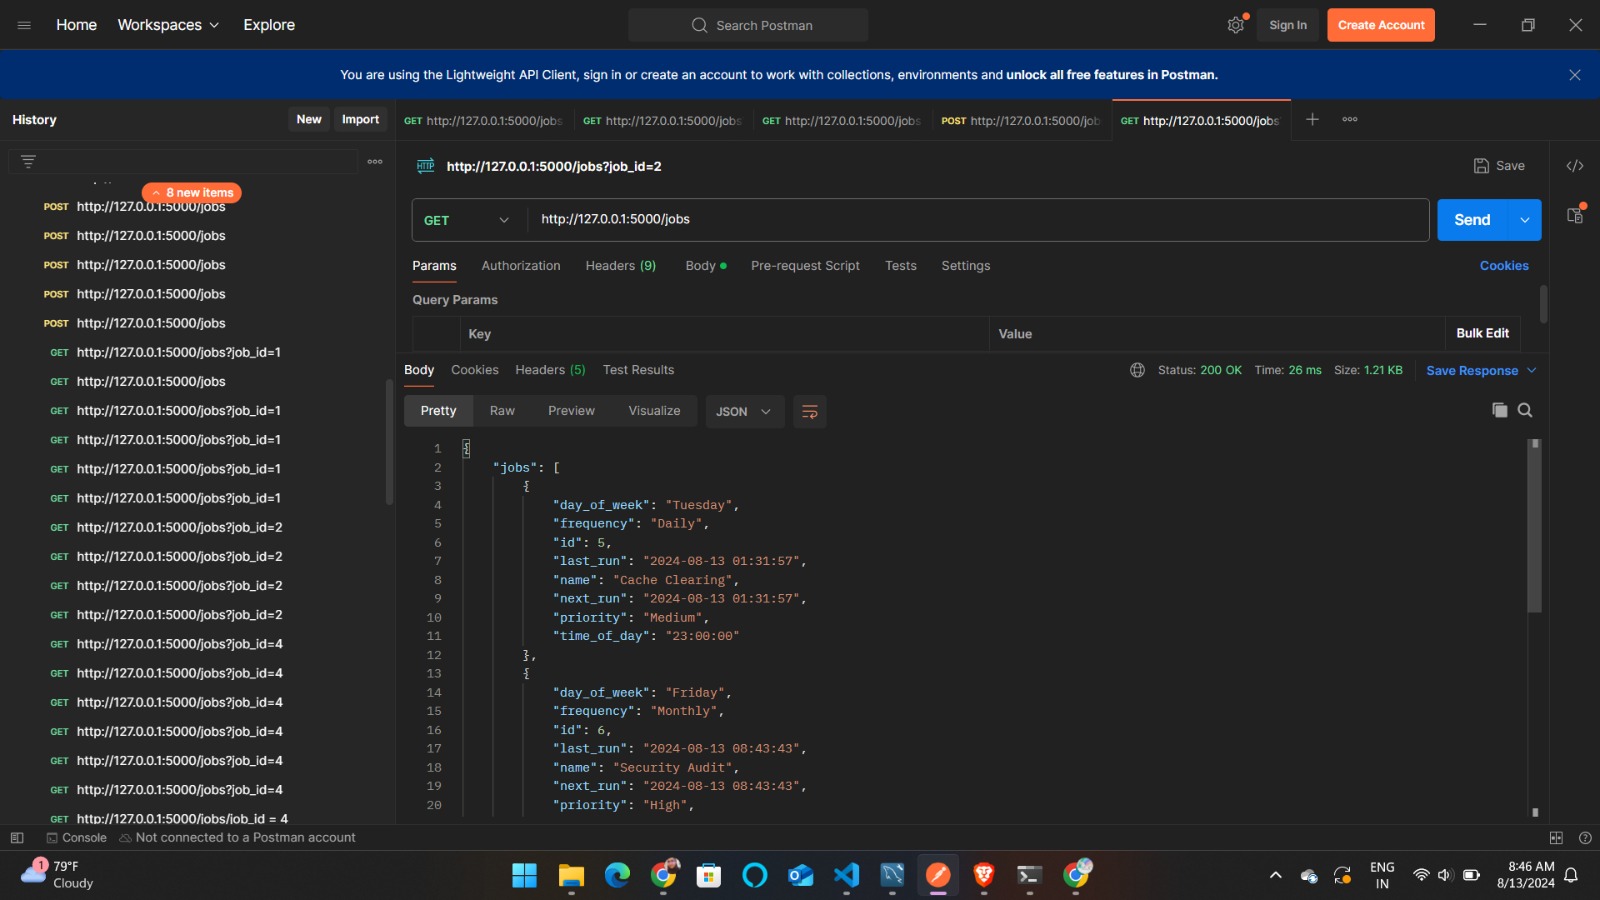 Home Workspaces Explore Search Postman Sign In Create Account
You are using the Lightweight API Client, sign in or create an account to work with collections, environments and unlock all free features in Postman.
History New Import
8 new items
POST http://127.0.0.1:5000/jobs
POST http://127.0.0.1:5000/jobs
POST http://127.0.0.1:5000/jobs
POST http://127.0.0.1:5000/jobs
POST http://127.0.0.1:5000/jobs
GET http://127.0.0.1:5000/jobs?job_id=1
GET http://127.0.0.1:5000/jobs
GET http://127.0.0.1:5000/jobs?job_id=1
GET http://127.0.0.1:5000/jobs?job_id=1
GET http://127.0.0.1:5000/jobs?job_id=1
GET http://127.0.0.1:5000/jobs?job_id=1
GET http://127.0.0.1:5000/jobs?job_id=2
GET http://127.0.0.1:5000/jobs?job_id=2
GET http://127.0.0.1:5000/jobs?job_id=2
GET http://127.0.0.1:5000/jobs?job_id=2
GET http://127.0.0.1:5000/jobs?job_id=4
GET http://127.0.0.1:5000/jobs?job_id=4
GET http://127.0.0.1:5000/jobs?job_id=4
GET http://127.0.0.1:5000/jobs?job_id=4
GET http://127.0.0.1:5000/jobs?job_id=4
GET http://127.0.0.1:5000/jobs?job_id=4
GET http://127.0.0.1:5000/jobs/job_id = 4
GET http://127.0.0.1:5000/jobs GET http://127.0.0.1:5000/jobs GET http://127.0.0.1:5000/jobs POST http://127.0.0.1:5000/job GET http://127.0.0.1:5000/jobs
HTTP http://127.0.0.1:5000/jobs?job_id=2 Save
GET http://127.0.0.1:5000/jobs Send
Params Authorization Headers (9) Body Pre-request Script Tests Settings Cookies
Query Params
Key Value Bulk Edit
Body Cookies Headers (5) Test Results Status: 200 OK Time: 26 ms Size: 1.21 KB Save Response
Pretty Raw Preview Visualize JSON
1 {
2 "jobs": [
3 {
4 "day_of_week": "Tuesday",
5 "frequency": "Daily",
6 "id": 5,
7 "last_run": "2024-08-13 01:31:57",
8 "name": "Cache Clearing",
9 "next_run": "2024-08-13 01:31:57",
10 "priority": "Medium",
11 "time_of_day": "23:00:00"
12 },
13 {
14 "day_of_week": "Friday",
15 "frequency": "Monthly",
16 "id": 6,
17 "last_run": "2024-08-13 08:43:43",
18 "name": "Security Audit",
19 "next_run": "2024-08-13 08:43:43",
20 "priority": "High",
Console Not connected to a Postman account
1 79°F
Cloudy
ENG
IN
8:46 AM
8/13/2024